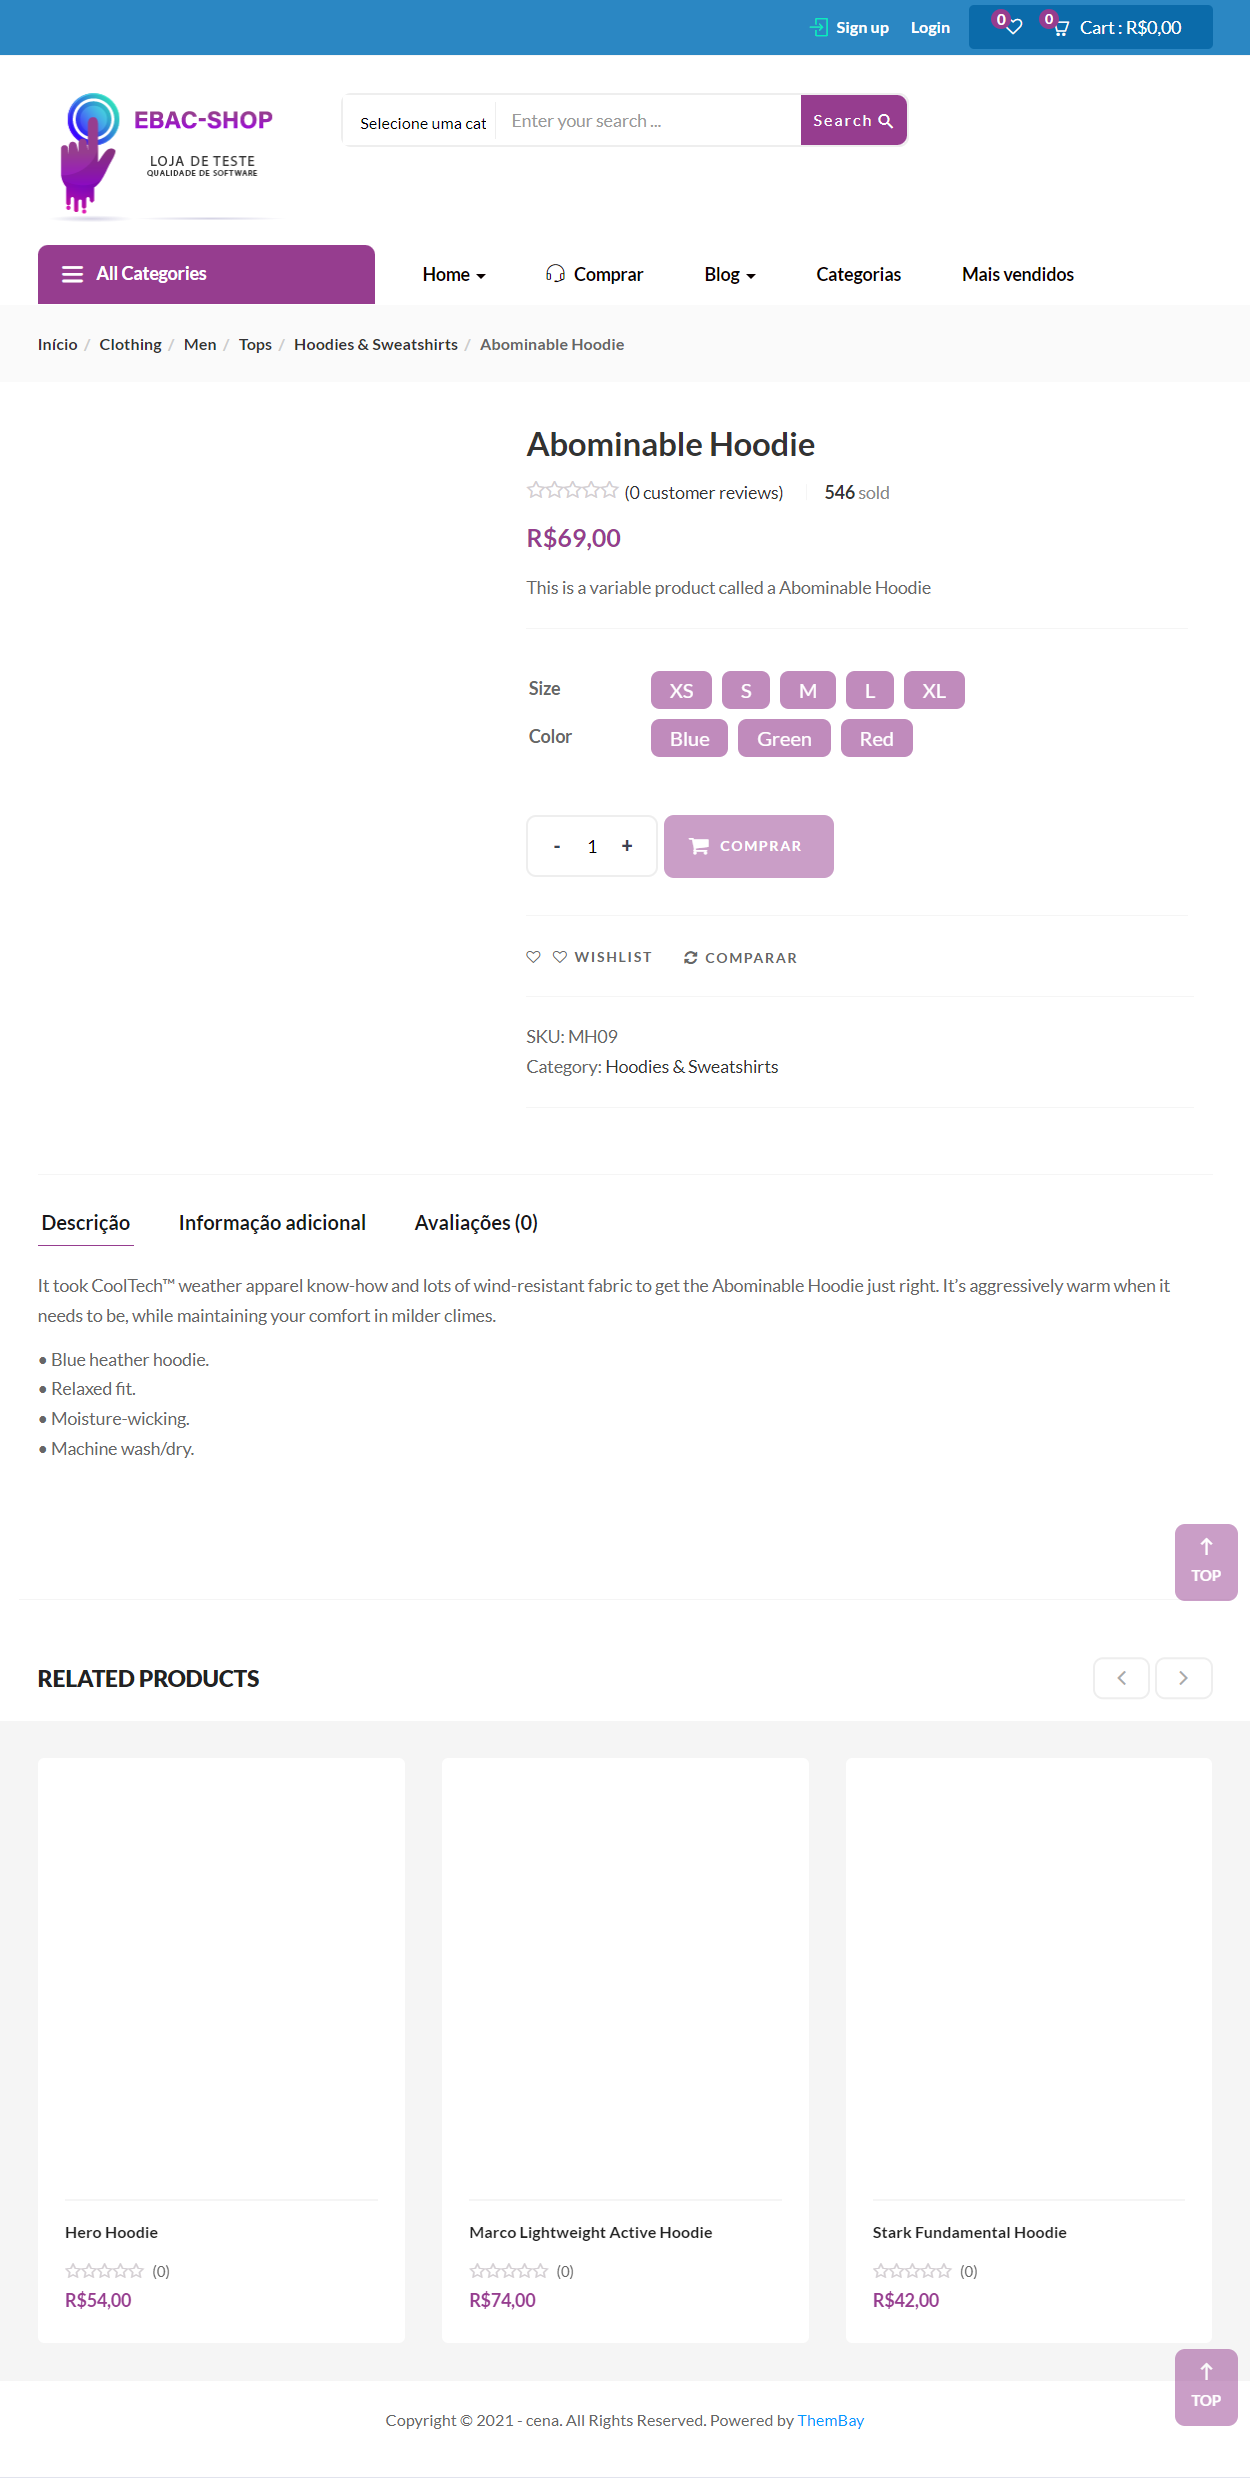 Sign up Login 0 0 Cart : R$0,00
EBAC-SHOP
LOJA DE TESTE
QUALIDADE DE SOFTWARE
Selecione uma cat Enter your search ... Search
All Categories Home Comprar Blog Categorias Mais vendidos
Início / Clothing / Men / Tops / Hoodies & Sweatshirts / Abominable Hoodie
Abominable Hoodie
(0 customer reviews) 546 sold
R$69,00
This is a variable product called a Abominable Hoodie
Size XS S M L XL
Color Blue Green Red
- 1 + COMPRAR
WISHLIST COMPARAR
SKU: MH09
Category: Hoodies & Sweatshirts
Descrição Informação adicional Avaliações (0)
It took CoolTech™ weather apparel know-how and lots of wind-resistant fabric to get the Abominable Hoodie just right. It’s aggressively warm when it
needs to be, while maintaining your comfort in milder climes.
• Blue heather hoodie.
• Relaxed fit.
• Moisture-wicking.
• Machine wash/dry.
TOP
RELATED PRODUCTS
Hero Hoodie
(0)
R$54,00
Marco Lightweight Active Hoodie
(0)
R$74,00
Stark Fundamental Hoodie
(0)
R$42,00
TOP
Copyright © 2021 - cena. All Rights Reserved. Powered by ThemBay